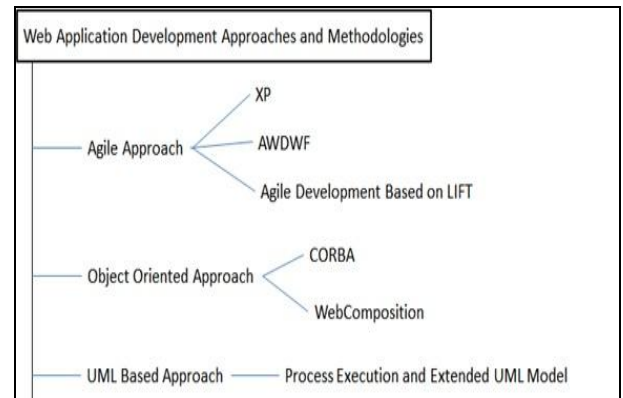 Web Application Development Approaches and Methodologies
XP
Agile Approach
AWDWF
Agile Development Based on LIFT
CORBA
Object Oriented Approach
WebComposition
UML Based Approach
Process Execution and Extended UML Model